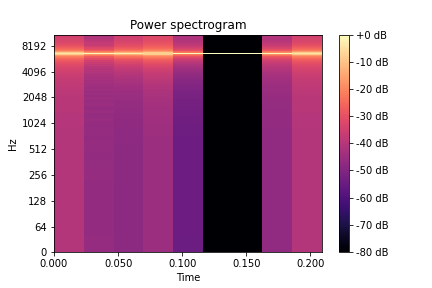 Power spectrogram
8192
4096
2048
1024
512
256
128
64
0
Hz
0.000 0.050 0.100 0.150 0.200
Time
+0 dB
-10 dB
-20 dB
-30 dB
-40 dB
-50 dB
-60 dB
-70 dB
-80 dB